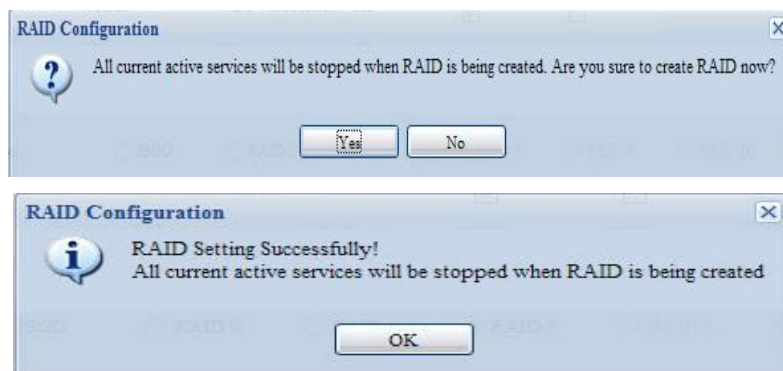 RAID Configuration
All current active services will be stopped when RAID is being created. Are you sure to create RAID now?
Yes
No
RAID Configuration
RAID Setting Successfully!
All current active services will be stopped when RAID is being created
OK